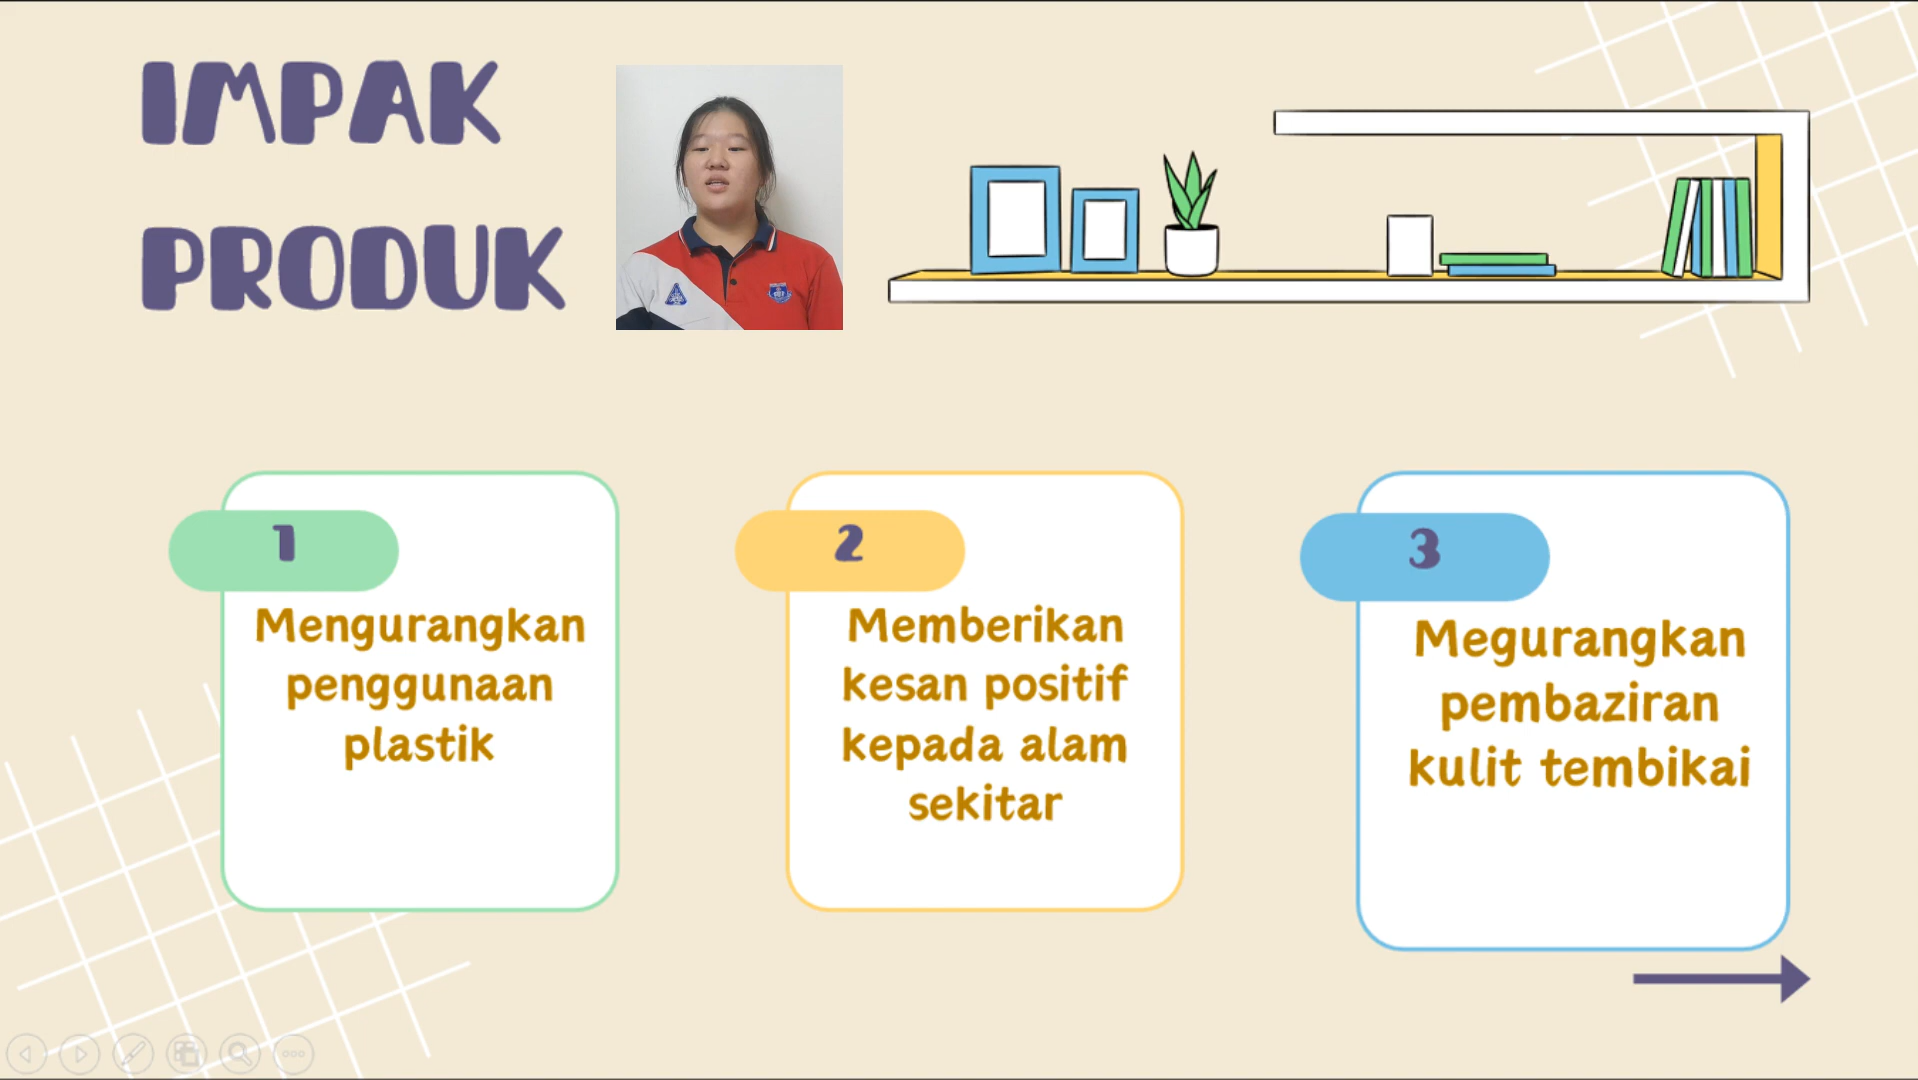 IMPAK
PRODUK
1
Mengurangkan
penggunaan
plastik
2
Memberikan
kesan positif
kepada alam
sekitar
3
Megurangkan
pembaziran
kulit tembikai